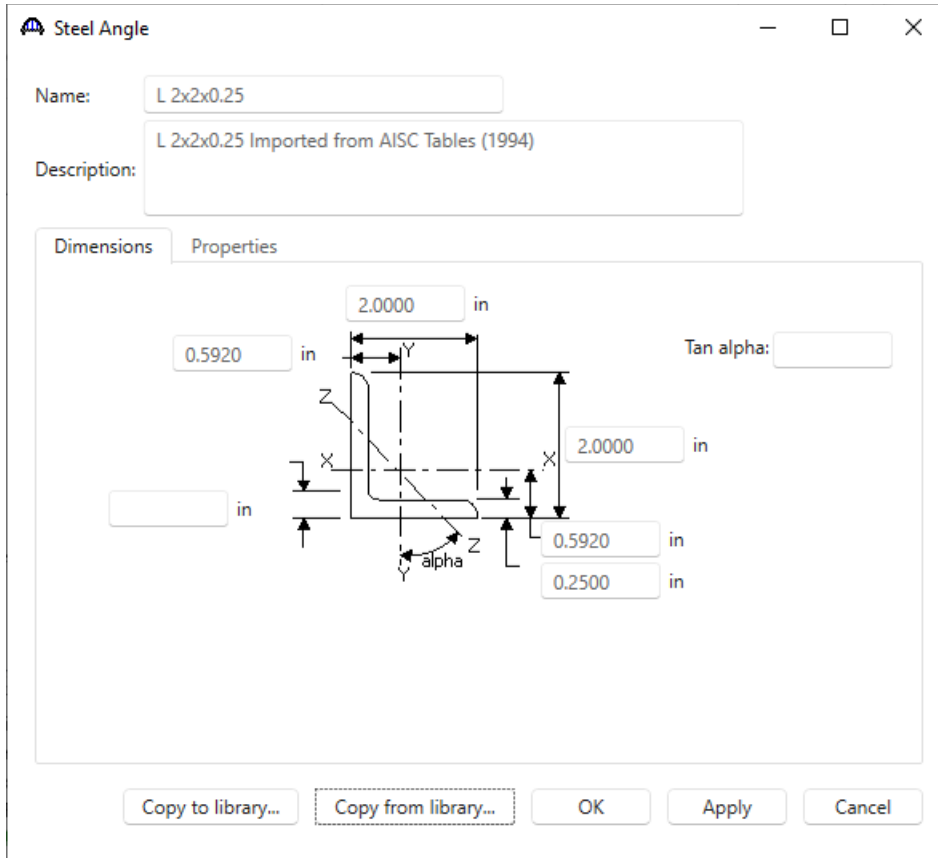 Steel Angle
Name: L 2x2x0.25
Description: L 2x2x0.25 Imported from AISC Tables (1994)
Dimensions Properties
2.0000 in
0.5920 in
Tan alpha:
Y
Z
2.0000 in
X X
in
0.5920 in
Z
alpha
Y
0.2500 in
Copy to library... Copy from library... OK Apply Cancel